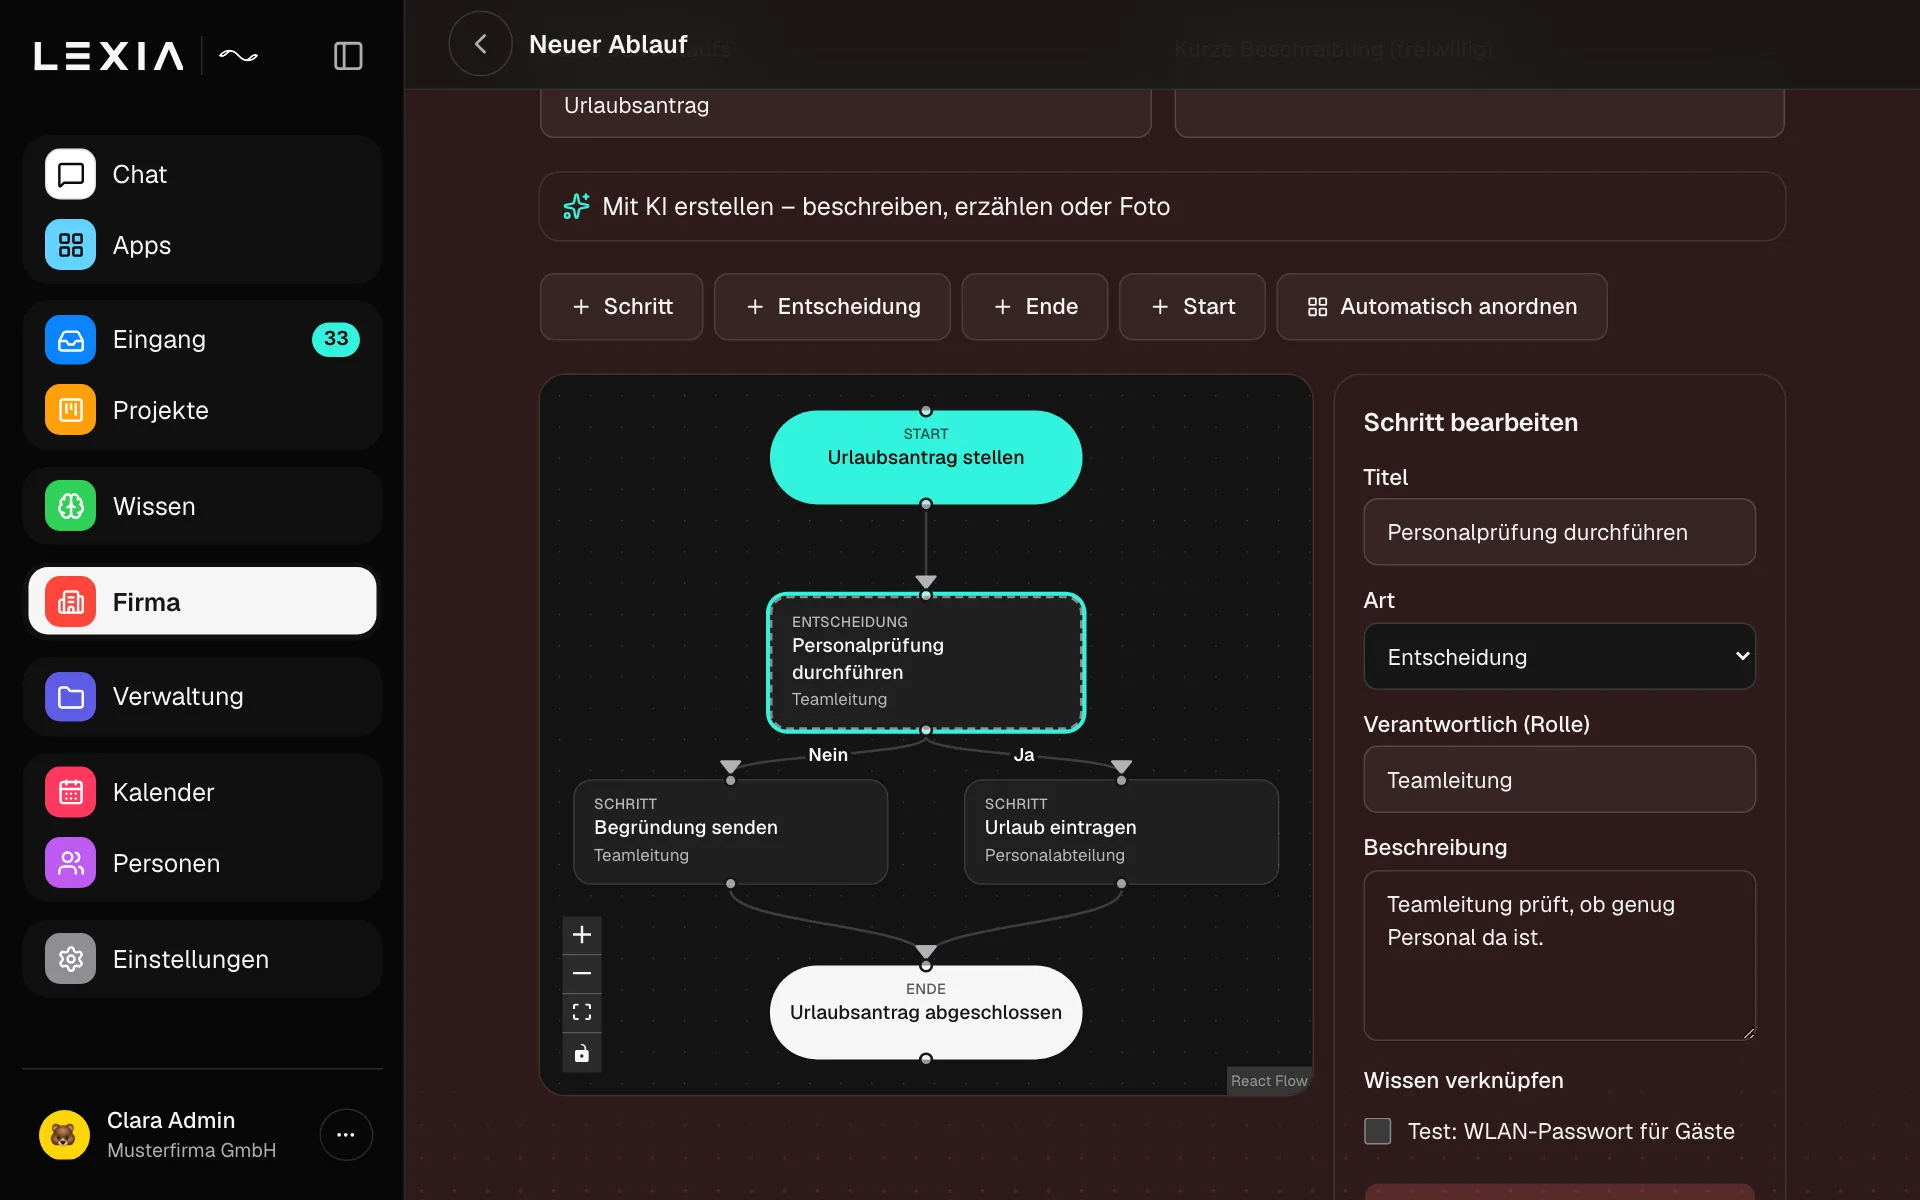 LEXIA
Neuer Ablauf
Kurze Beschreibung (freiwillig)
Urlaubsantrag
Chat
Apps
Eingang
33
Projekte
Wissen
Firma
Verwaltung
Kalender
Personen
Einstellungen
Clara Admin
Musterfirma GmbH
Mit KI erstellen – beschreiben, erzählen oder Foto
Schritt
Entscheidung
Ende
Start
Automatisch anordnen
START
Urlaubsantrag stellen
ENTSCHEIDUNG
Personalprüfung
durchführen
Teamleitung
Nein
Ja
SCHRITT
Begründung senden
Teamleitung
SCHRITT
Urlaub eintragen
Personalabteilung
ENDE
Urlaubsantrag abgeschlossen
React Flow
Schritt bearbeiten
Titel
Personalprüfung durchführen
Art
Entscheidung
Verantwortlich (Rolle)
Teamleitung
Beschreibung
Teamleitung prüft, ob genug
Personal da ist.
Wissen verknüpfen
Test: WLAN-Passwort für Gäste